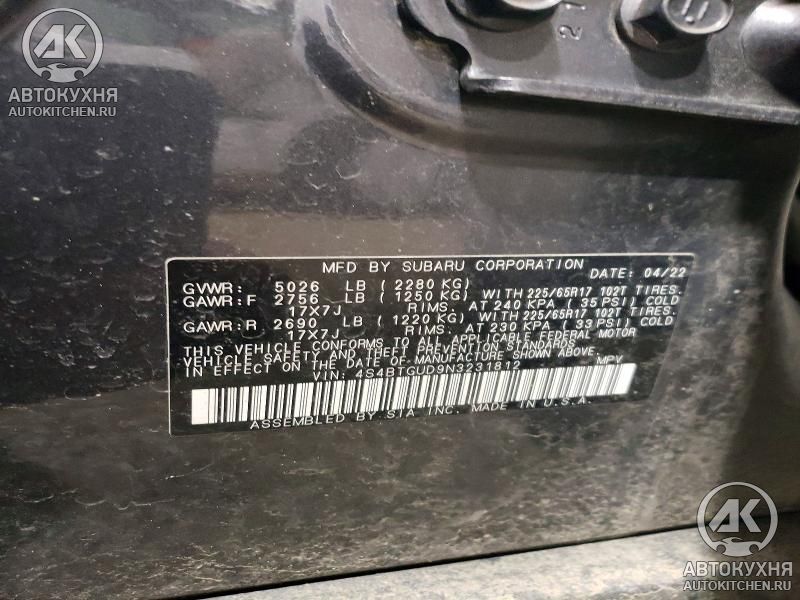 AK
АВТОКУХНЯ
AUTOKITCHEN.RU
21
MFD BY SUBARU CORPORATION DATE: 04/22
GVWR: 5026 LB ( 2280 KG)
GAWR:F 2756 LB ( 1250 KG) WITH 225/65R17 102T TIRES.
17X7J RIMS. AT 240 KPA ( 35 PSI) COLD
GAWR:R 2690 LB ( 1220 KG) WITH 225/65R17 102T TIRES.
17X7J RIMS. AT 230 KPA ( 33 PSI) COLD
THIS VEHICLE CONFORMS TO ALL APPLICABLE FEDERAL MOTOR
VEHICLE SAFETY AND THEFT PREVENTION STANDARDS
IN EFFECT ON THE DATE OF MANUFACTURE SHOWN ABOVE.
VIN: 4S4BTGUD9N3231812 MPV
ASSEMBLED BY SIA INC. MADE IN U.S.A.
AK
АВТОКУХНЯ
AUTOKITCHEN.RU